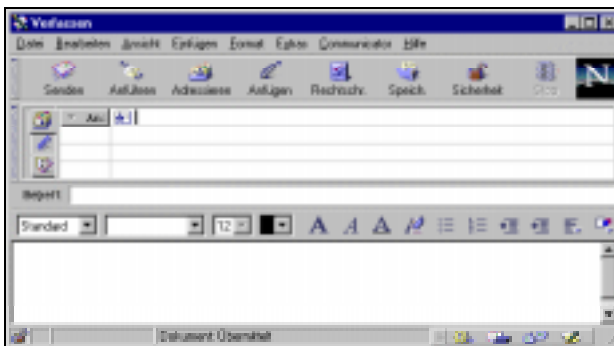 Verfassen
Datei Bearbeiten Ansicht Einfügen Format Extras Communicator Hilfe
Senden Anführen Adressieren Anfügen Rechtschr. Speich. Sicherheit Stop N
An:
Betreff:
Standard 12 A A A
Dokument: Übermittelt